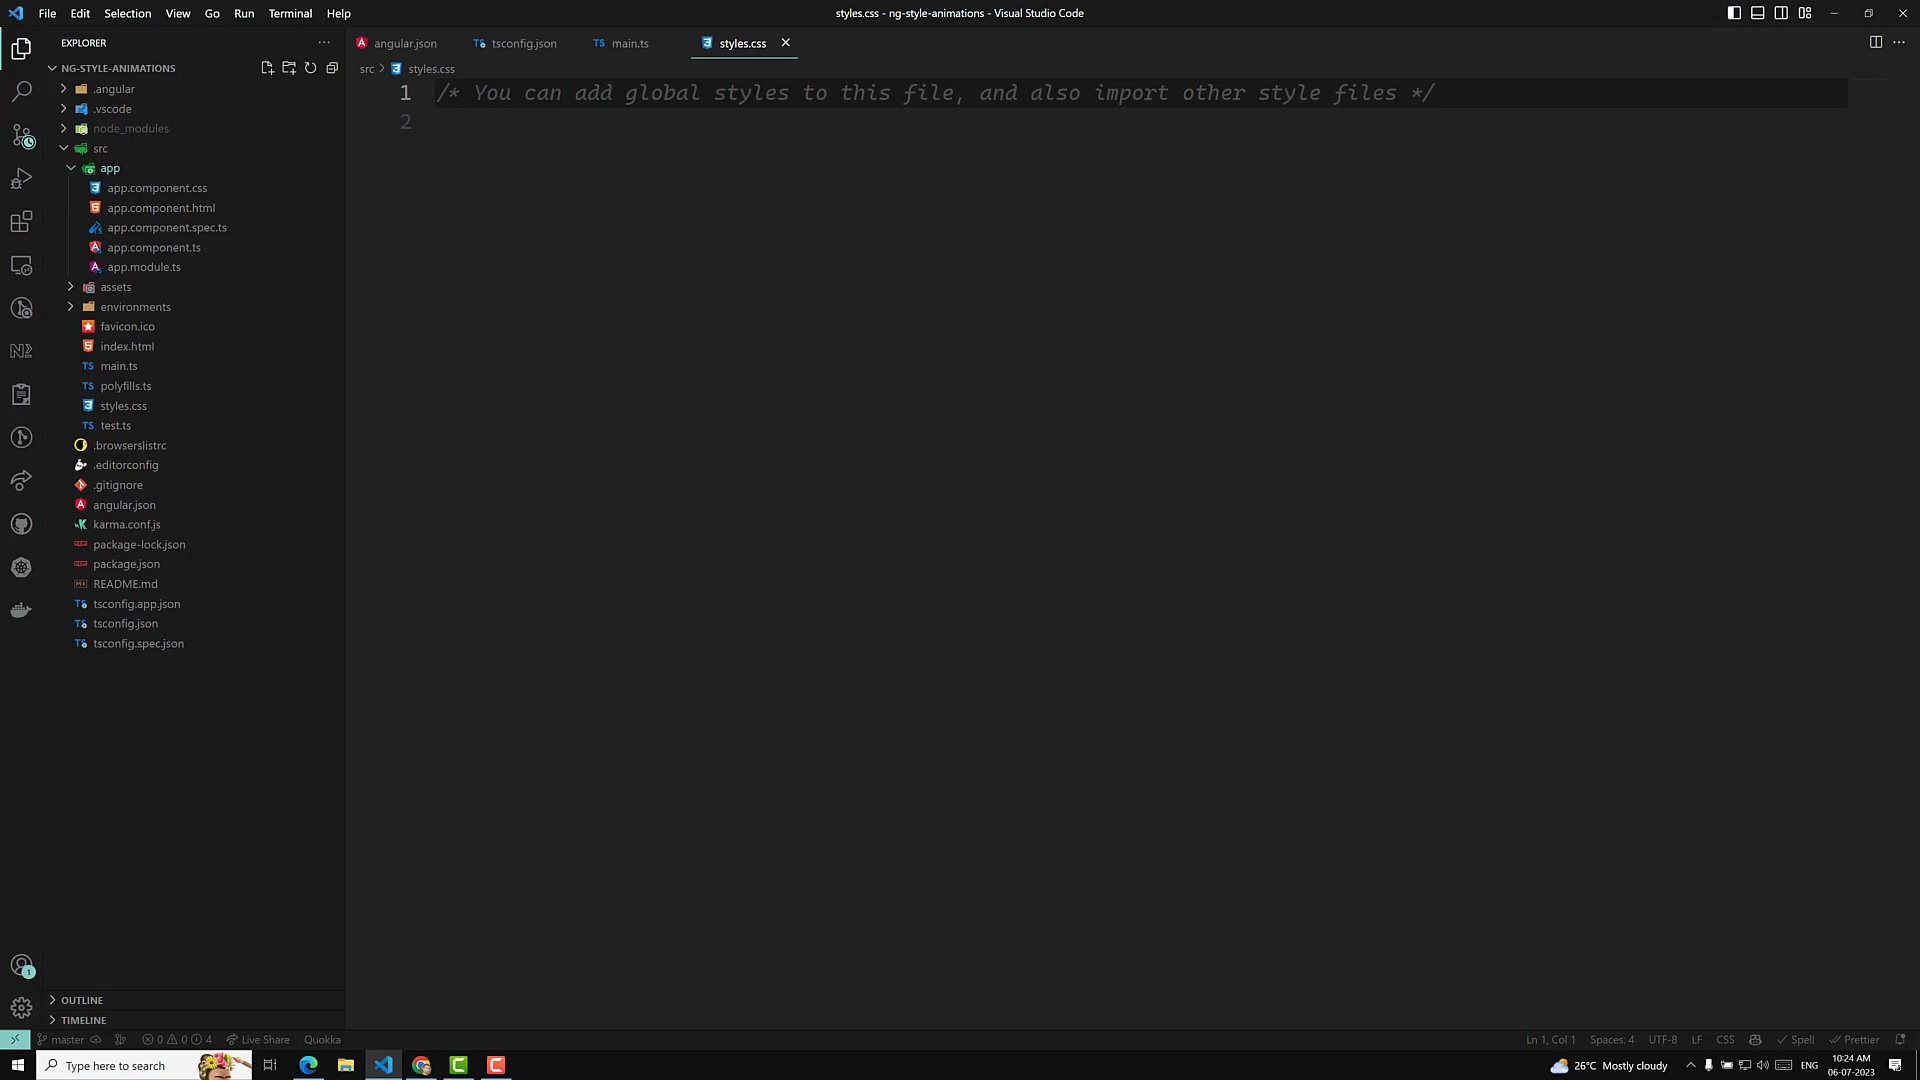 File Edit Selection View Go Run Terminal Help
styles.css - ng-style-animations - Visual Studio Code
EXPLORER
angular.json
tsconfig.json
main.ts
styles.css
NG-STYLE-ANIMATIONS
src > styles.css
.angular
.vscode
node_modules
src
app
app.component.css
app.component.html
app.component.spec.ts
app.component.ts
app.module.ts
assets
environments
favicon.ico
index.html
main.ts
polyfills.ts
styles.css
test.ts
.browserslistrc
.editorconfig
.gitignore
angular.json
karma.conf.js
package-lock.json
package.json
README.md
tsconfig.app.json
tsconfig.json
tsconfig.spec.json
1 /* You can add global styles to this file, and also import other style files */
2
OUTLINE
TIMELINE
master
0 0 4
Live Share
Quokka
Ln 1, Col 1
Spaces: 4
UTF-8
LF
CSS
Spell
Prettier
Type here to search
26°C Mostly cloudy
ENG
10:24 AM
06-07-2023